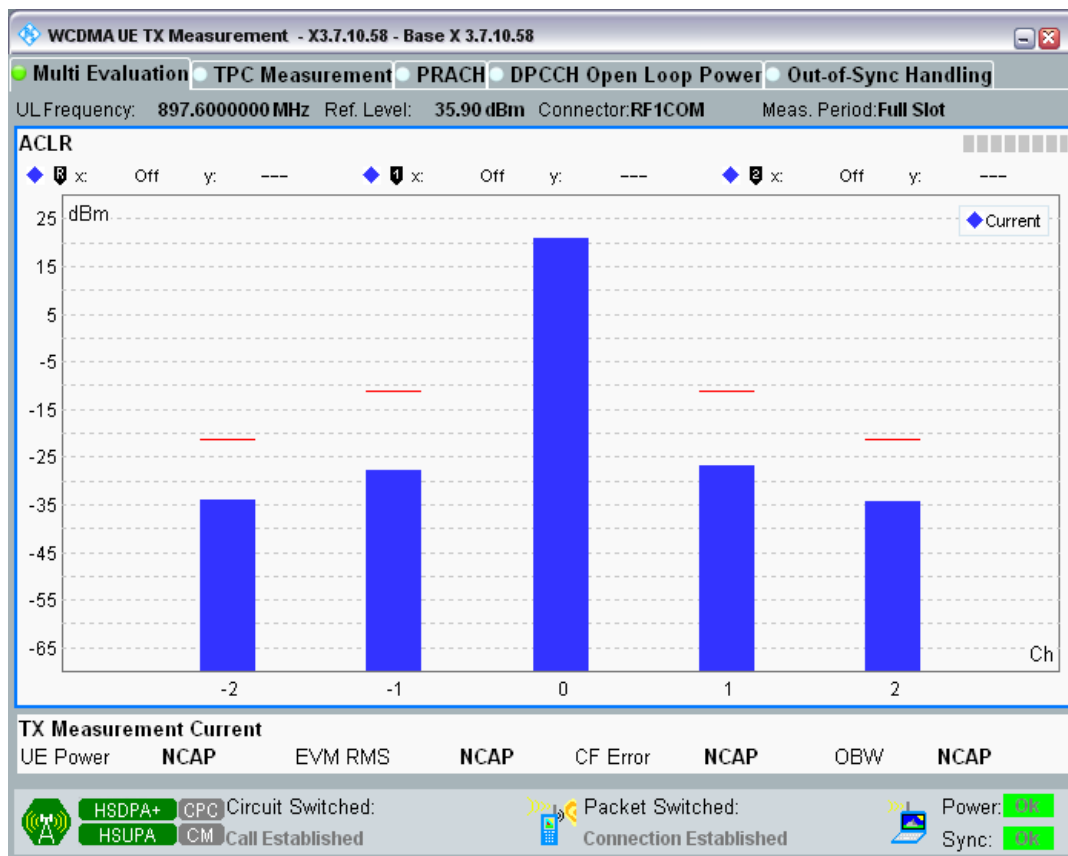 WCDMA UE TX Measurement - X3.7.10.58 - Base X 3.7.10.58
Multi Evaluation TPC Measurement PRACH DPCCH Open Loop Power Out-of-Sync Handling
UL Frequency: 897.6000000 MHz Ref. Level: 35.90 dBm Connector:RF1COM Meas. Period:Full Slot
ACLR
R x: Off y: --- 1 x: Off y: --- 2 x: Off y: ---
dBm
Current
25
15
5
-5
-15
-25
-35
-45
-55
-65
Ch
-2 -1 0 1 2
TX Measurement Current
UE Power NCAP EVM RMS NCAP CF Error NCAP OBW NCAP
HSDPA+ CPC Circuit Switched: Packet Switched: Power: OK
HSUPA CM Call Established Connection Established Sync: OK